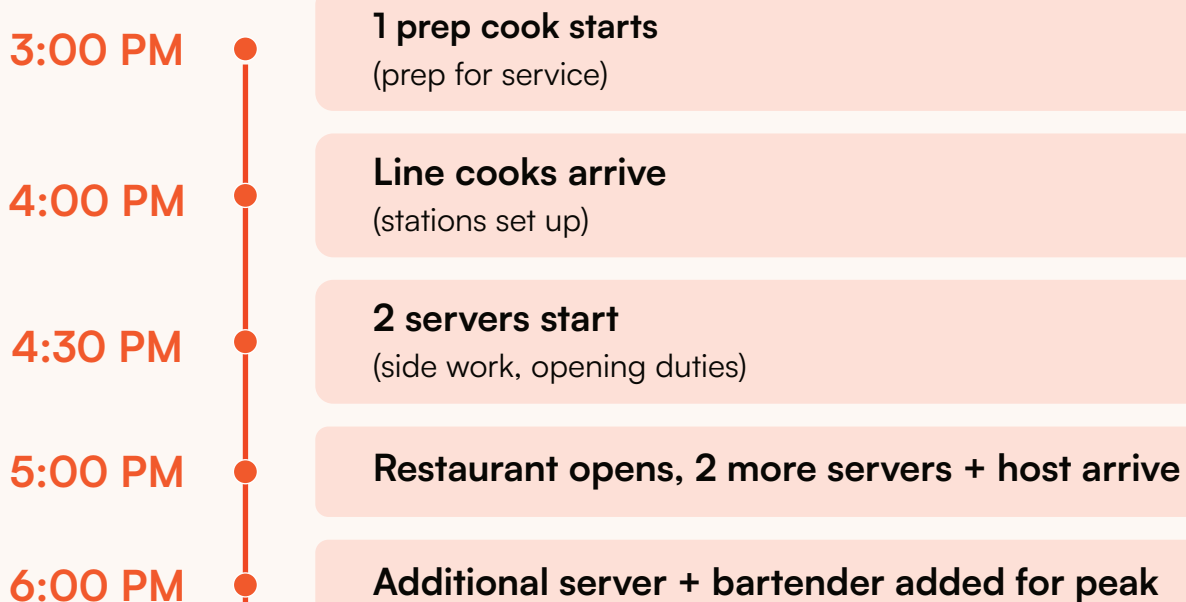 3:00 PM
1 prep cook starts
(prep for service)
4:00 PM
Line cooks arrive
(stations set up)
4:30 PM
2 servers start
(side work, opening duties)
5:00 PM
Restaurant opens, 2 more servers + host arrive
6:00 PM
Additional server + bartender added for peak